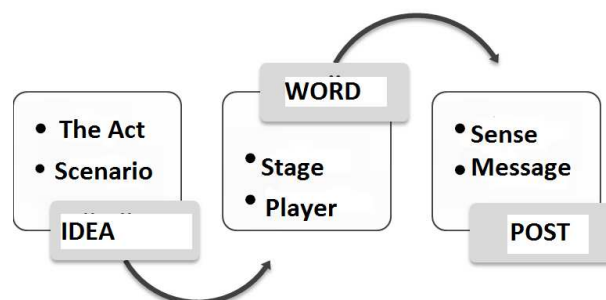 • The Act
• Scenario
IDEA
WORD
• Stage
• Player
• Sense
• Message
POST